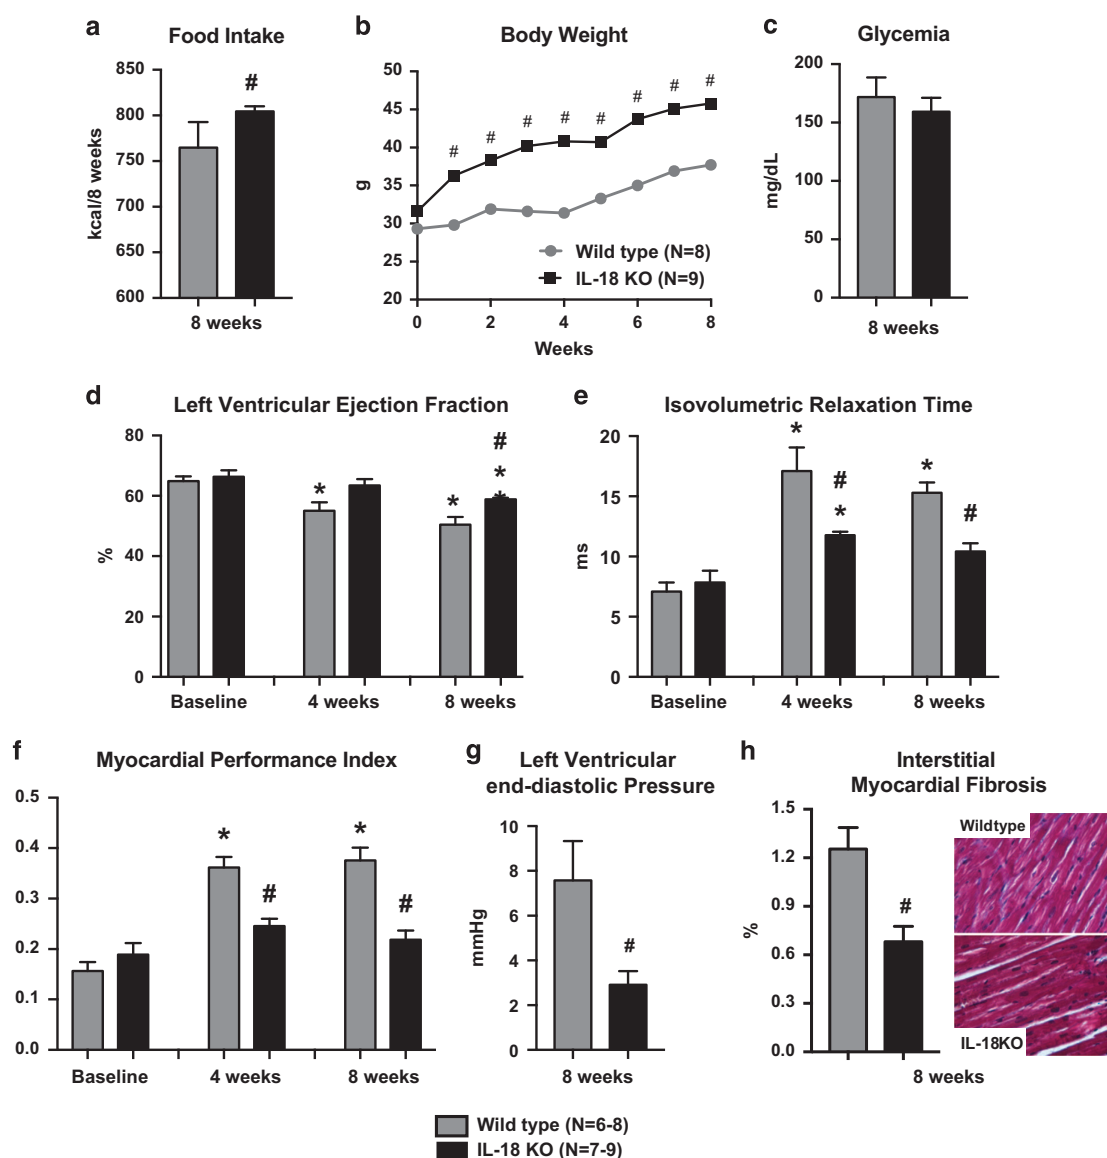 a
Food Intake
850
800
750
700
650
600
kcal/8 weeks
#
8 weeks
b
Body Weight
g
50
45
40
35
30
25
20
g
# # # # # # # #
Wild type (N=8)
IL-18 KO (N=9)
0 2 4 6 8
Weeks
c
Glycemia
200
150
100
50
0
mg/dL
8 weeks
d
Left Ventricular Ejection Fraction
80
60
40
20
0
%
*
*
#
*
*
Baseline 4 weeks 8 weeks
e
Isovolumetric Relaxation Time
20
15
10
5
0
ms
*
#
*
*
#
Baseline 4 weeks 8 weeks
f
Myocardial Performance Index
0.5
0.4
0.3
0.2
0.1
0.0
*
#
*
#
Baseline 4 weeks 8 weeks
g
Left Ventricular
end-diastolic Pressure
10
8
6
4
2
0
mmHg
#
8 weeks
h
Interstitial
Myocardial Fibrosis
1.5
1.2
0.9
0.6
0.3
0.0
%
#
Wildtype
IL-18KO
8 weeks
Wild type (N=6-8)
IL-18 KO (N=7-9)